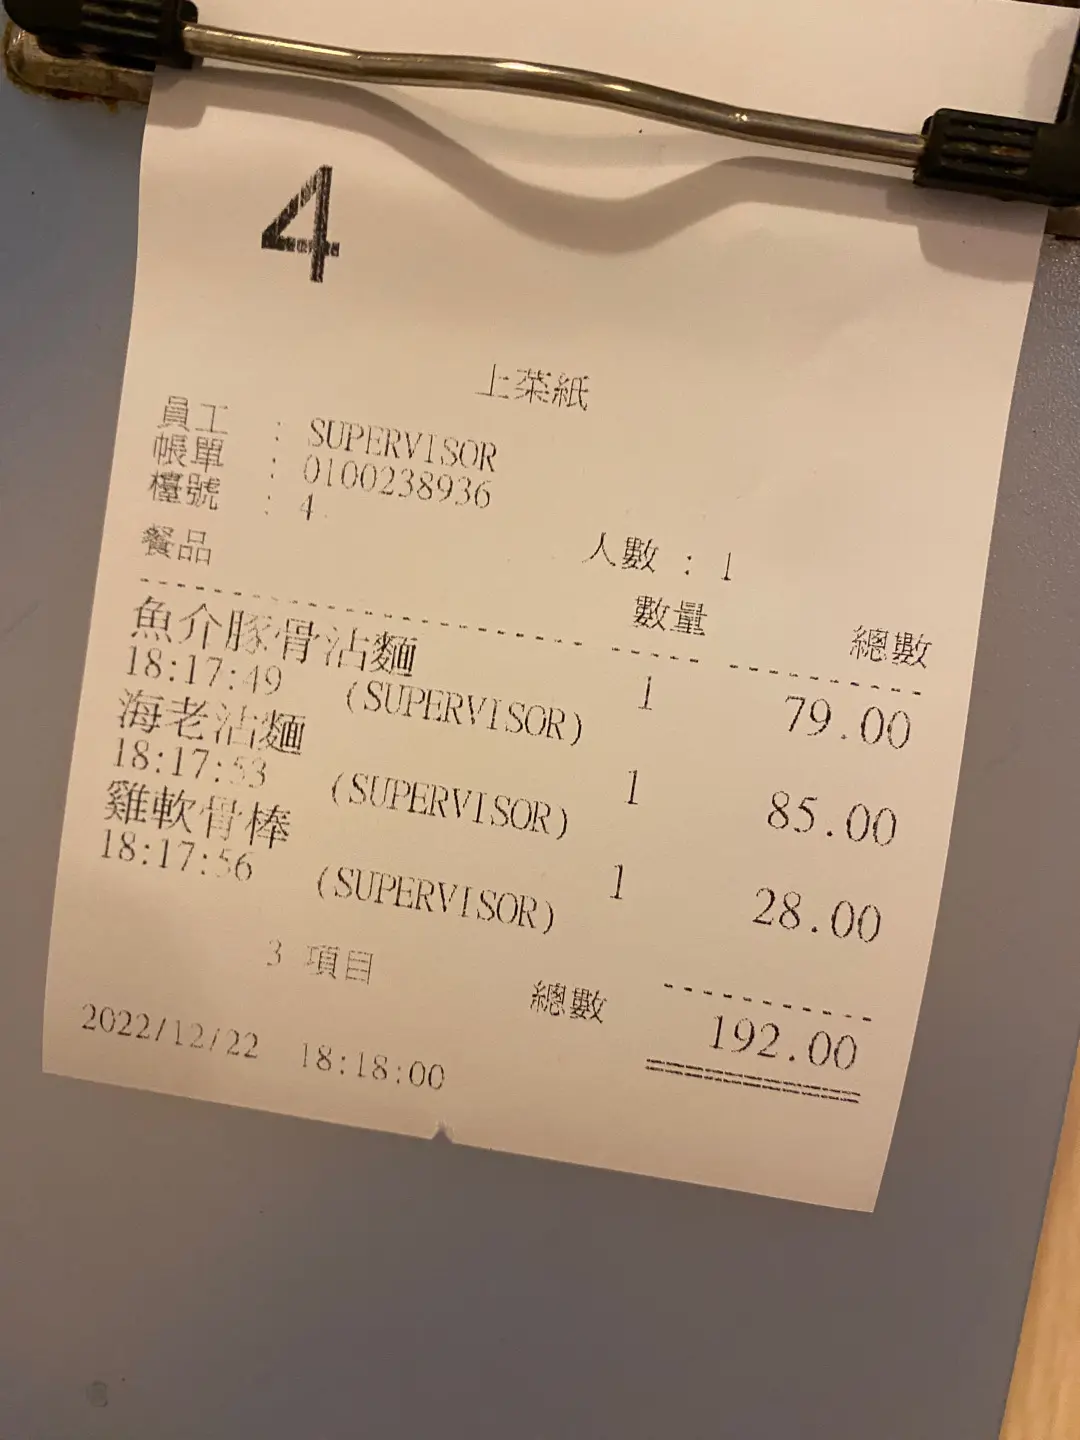 4
上菜紙
員工 : SUPERVISOR
帳單 : 0100238936
檯號 : 4
人數 : 1
餐品 數量 總數
魚介豚骨沾麵 1 79.00
18:17:49 (SUPERVISOR)
海老沾麵 1 85.00
18:17:53 (SUPERVISOR)
雞軟骨棒 1 28.00
18:17:56 (SUPERVISOR)
3 項目 總數 192.00
2022/12/22 18:18:00